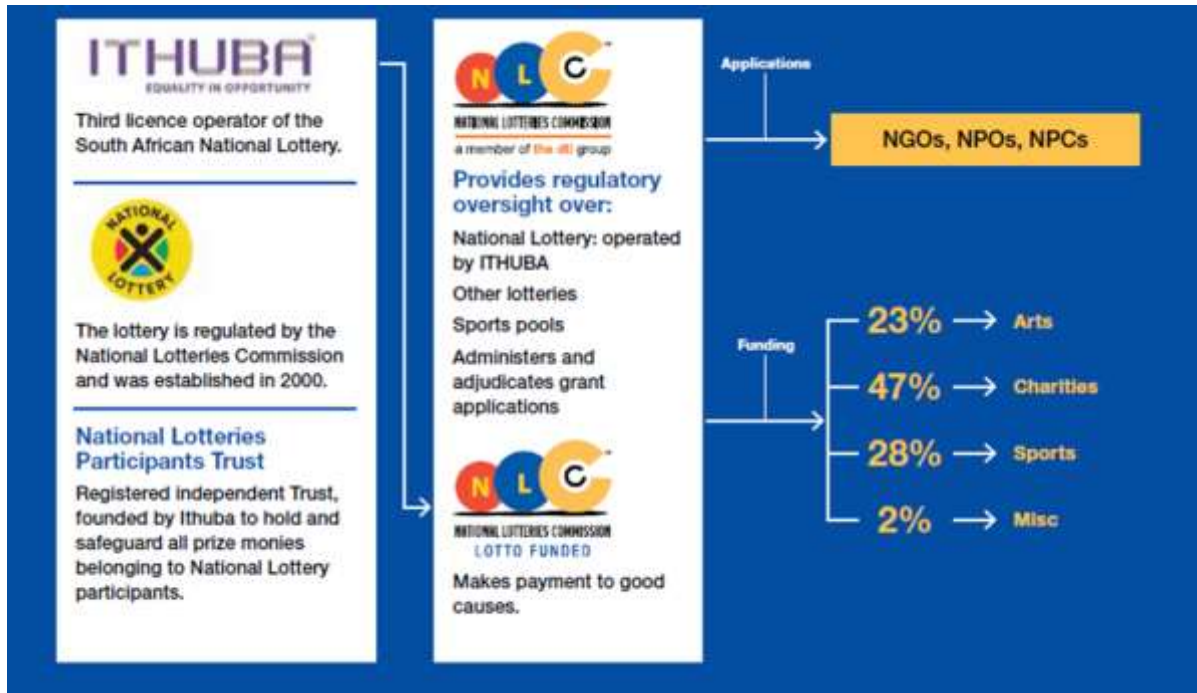 ITHUBA
EQUALITY IN OPPORTUNITY
Third licence operator of the
South African National Lottery.
NATIONAL
LOTTERY
The lottery is regulated by the
National Lotteries Commission
and was established in 2000.
National Lotteries
Participants Trust
Registered independent Trust,
founded by Ithuba to hold and
safeguard all prize monies
belonging to National Lottery
participants.
N L C
NATIONAL LOTTERIES COMMISSION
a member of the dti group
Provides regulatory
oversight over:
National Lottery: operated
by ITHUBA
Other lotteries
Sports pools
Administers and
adjudicates grant
applications
N L C
NATIONAL LOTTERIES COMMISSION
LOTTO FUNDED
Makes payment to good
causes.
Applications
NGOs, NPOs, NPCs
Funding
23% → Arts
47% → Charities
28% → Sports
2% → Misc